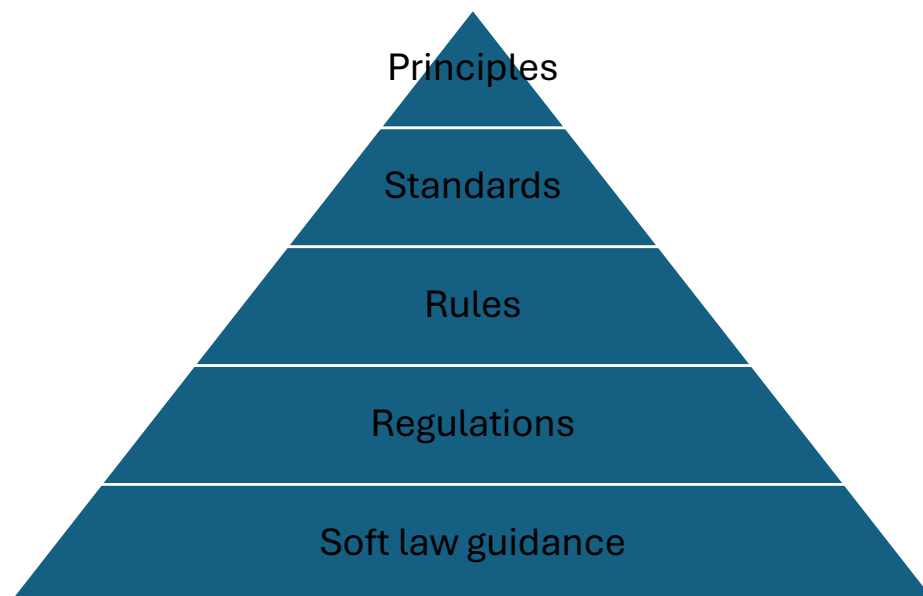 Principles
Standards
Rules
Regulations
Soft law guidance